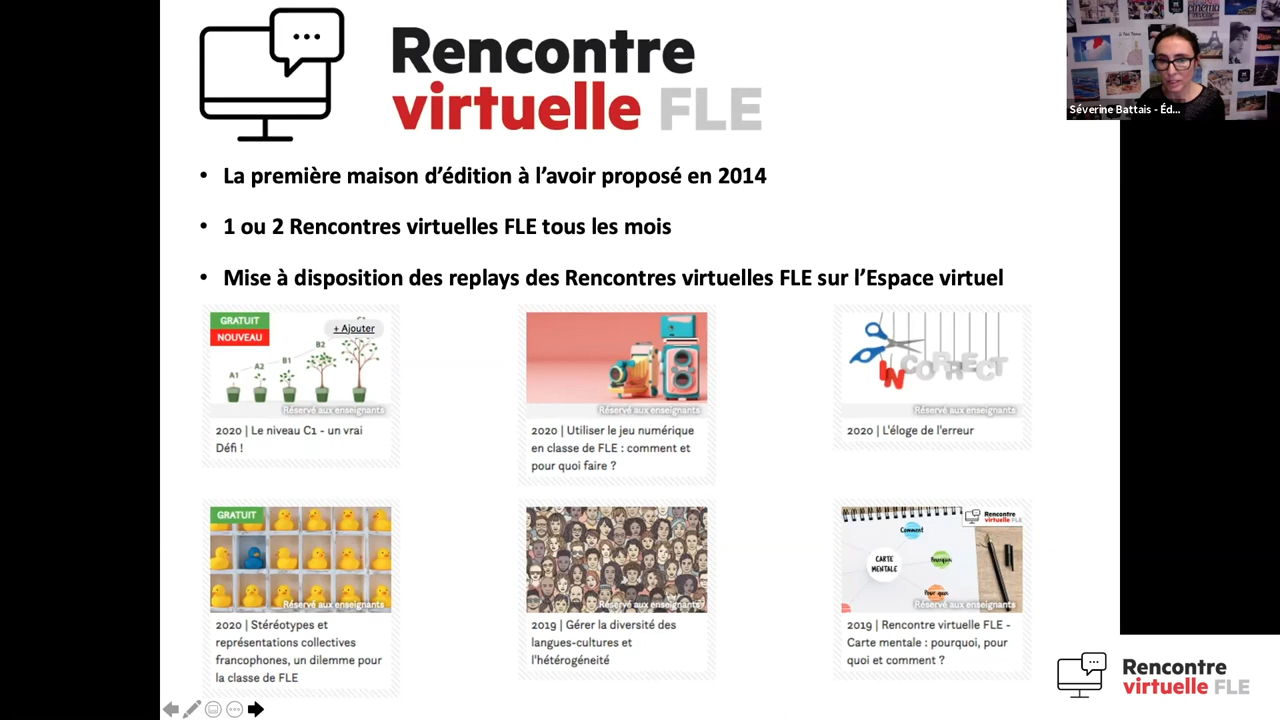 Rencontre
virtuelle FLE
Séverine Battais - Éd...
• La première maison d’édition à l’avoir proposé en 2014
• 1 ou 2 Rencontres virtuelles FLE tous les mois
• Mise à disposition des replays des Rencontres virtuelles FLE sur l’Espace virtuel
GRATUIT
NOUVEAU
+ Ajouter
A1
A2
B1
B2
C1
Réservé aux enseignants
2020 | Le niveau C1 - un vrai
Défi !
Réservé aux enseignants
2020 | Utiliser le jeu numérique
en classe de FLE : comment et
pour quoi faire ?
INCORRECT
Réservé aux enseignants
2020 | L'éloge de l'erreur
GRATUIT
Réservé aux enseignants
2020 | Stéréotypes et
représentations collectives
francophones, un dilemme pour
la classe de FLE
Réservé aux enseignants
2019 | Gérer la diversité des
langues-cultures et
l'hétérogénéité
Rencontre
virtuelle FLE
Comment
CARTE
MENTALE
Pourquoi
Pour quoi
Réservé aux enseignants
2019 | Rencontre virtuelle FLE -
Carte mentale : pourquoi, pour
quoi et comment ?
Rencontre
virtuelle FLE